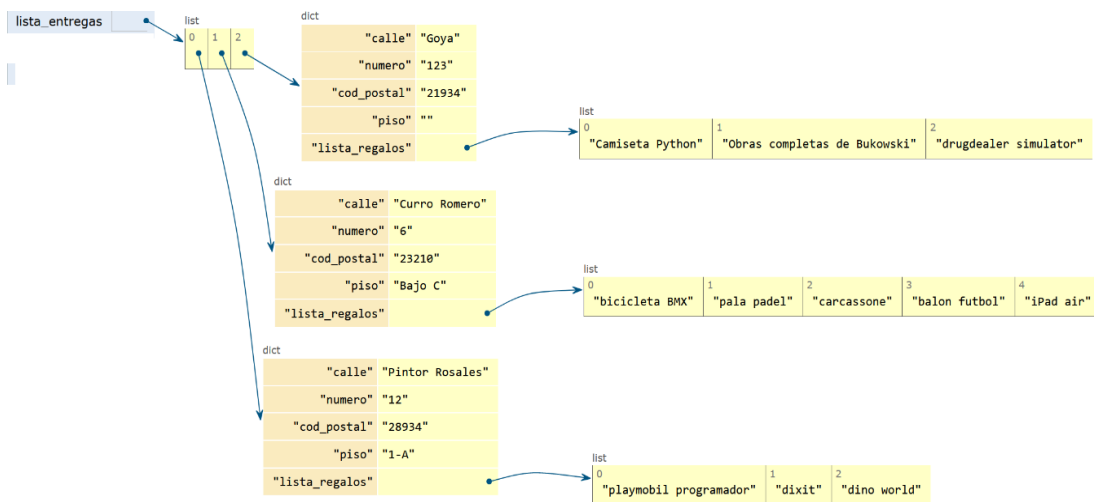 lista_entregas
list
0 1 2
dict
"calle" "Goya"
"numero" "123"
"cod_postal" "21934"
"piso" ""
"lista_regalos"
list
0 1 2
"Camiseta Python" "Obras completas de Bukowski" "drugdealer simulator"
dict
"calle" "Curro Romero"
"numero" "6"
"cod_postal" "23210"
"piso" "Bajo C"
"lista_regalos"
list
0 1 2 3 4
"bicicleta BMX" "pala padel" "carcassone" "balon futbol" "iPad air"
dict
"calle" "Pintor Rosales"
"numero" "12"
"cod_postal" "28934"
"piso" "1-A"
"lista_regalos"
list
0 1 2
"playmobil programador" "dixit" "dino world"